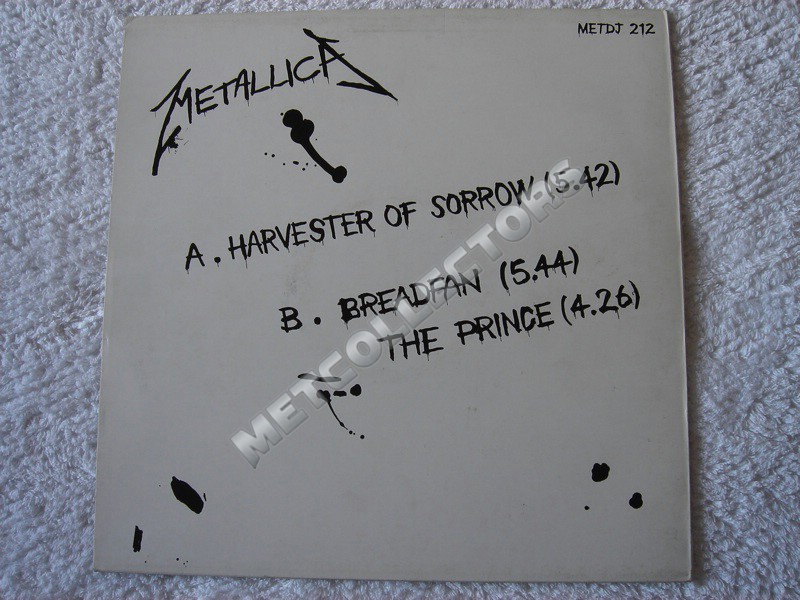 METDJ 212
METALLICA
A. HARVESTER OF SORROW (5.42)
B. BREADFAN (5.44)
THE PRINCE (4.26)
METCOLLECTORS